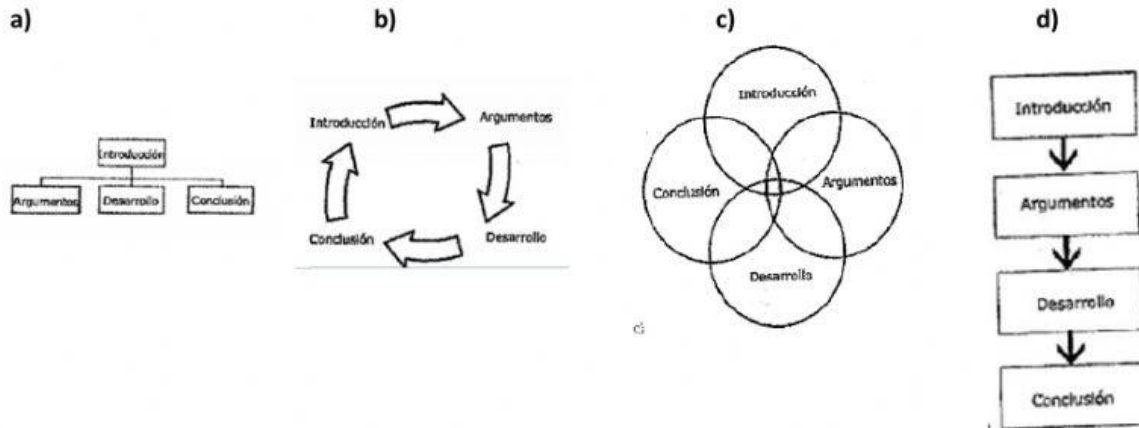 a)
b)
c)
d)
Introducción
Argumentos
Desarrollo
Conclusión
Introducción
Argumentos
Conclusión
Desarrollo
Introducción
Conclusión
Argumentos
Desarrollo
c)
Introducción
Argumentos
Desarrollo
Conclusión